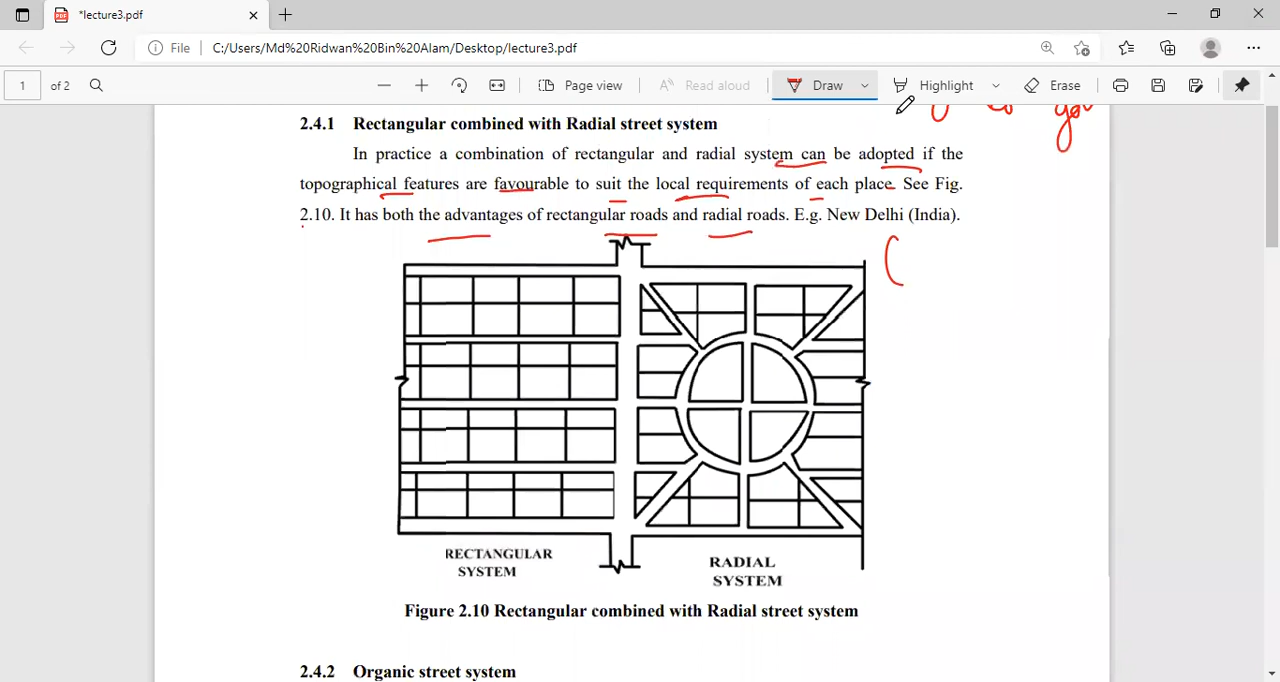 *lecture3.pdf
File C:/Users/Md%20Ridwan%20Bin%20Alam/Desktop/lecture3.pdf
1 of 2 Page view Read aloud Draw Highlight Erase
you
2.4.1 Rectangular combined with Radial street system
In practice a combination of rectangular and radial system can be adopted if the
topographical features are favourable to suit the local requirements of each place. See Fig.
2.10. It has both the advantages of rectangular roads and radial roads. E.g. New Delhi (India).
RECTANGULAR
SYSTEM
RADIAL
SYSTEM
Figure 2.10 Rectangular combined with Radial street system
2.4.2 Organic street system